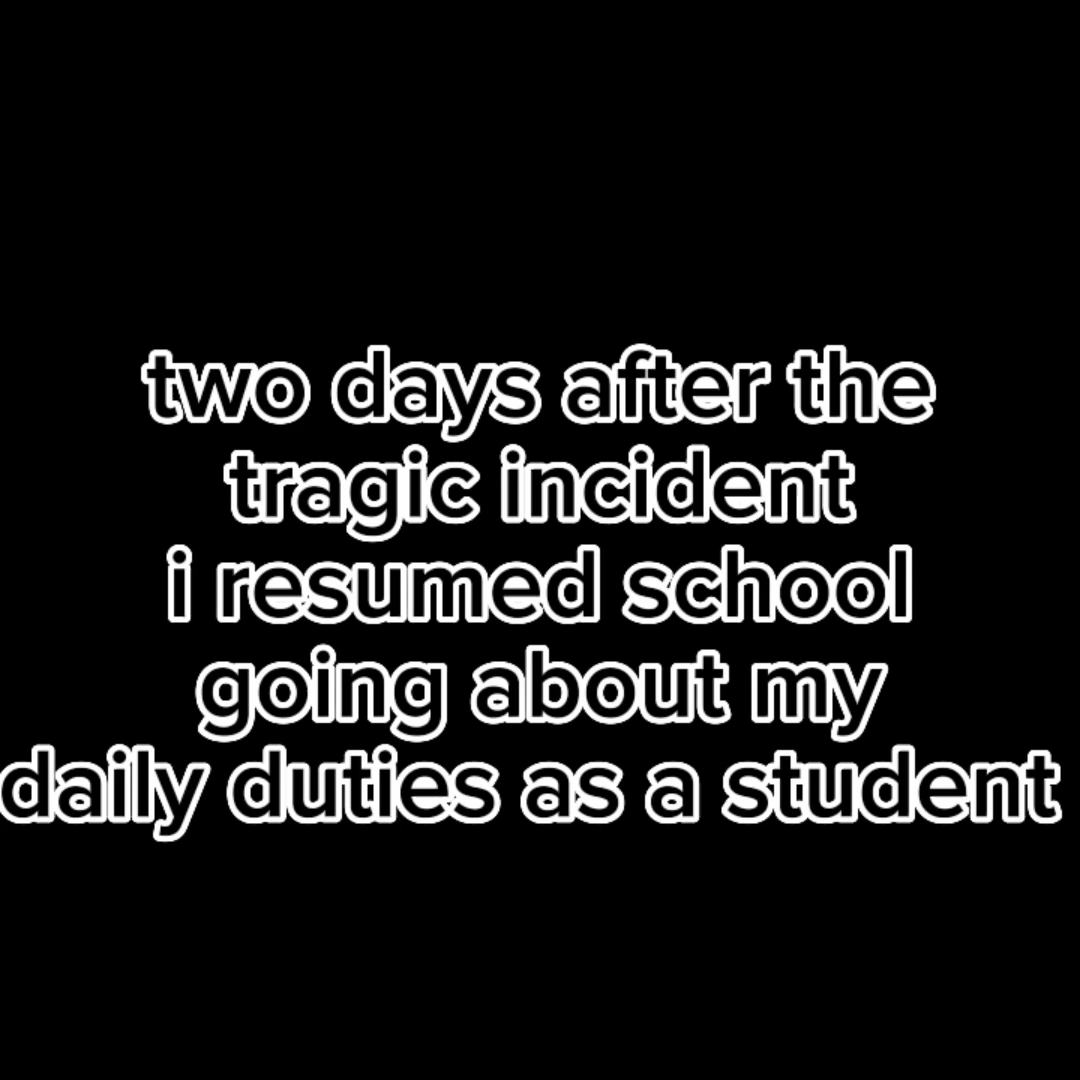 two days after the
tragic incident
i resumed school
going about my
daily duties as a student